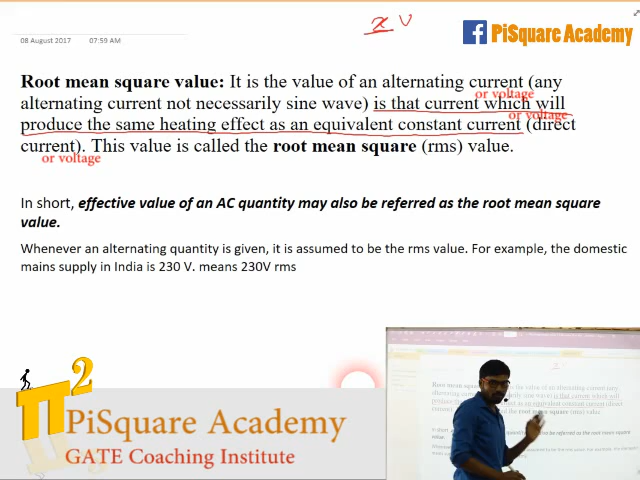 x V
PiSquare Academy
08 August 2017 07:59 AM
Root mean square value: It is the value of an alternating current (any
or voltage
alternating current not necessarily sine wave) is that current which will
or voltage
produce the same heating effect as an equivalent constant current (direct
current). This value is called the root mean square (rms) value.
or voltage
In short, effective value of an AC quantity may also be referred as the root mean square
value.
Whenever an alternating quantity is given, it is assumed to be the rms value. For example, the domestic
mains supply in India is 230 V. means 230V rms
π2
PiSquare Academy
GATE Coaching Institute